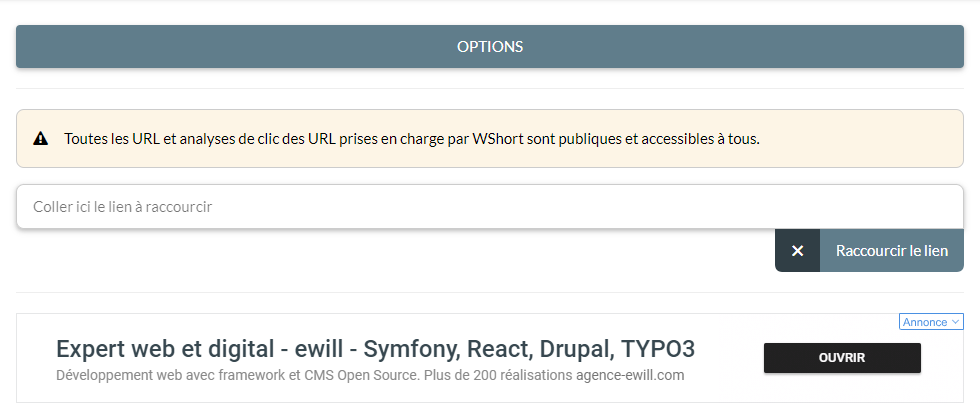 OPTIONS
Toutes les URL et analyses de clic des URL prises en charge par WShort sont publiques et accessibles à tous.
Coller ici le lien à raccourcir
Raccourcir le lien
Annonce
Expert web et digital - ewill - Symfony, React, Drupal, TYPO3
Développement web avec framework et CMS Open Source. Plus de 200 réalisations agence-ewill.com
OUVRIR